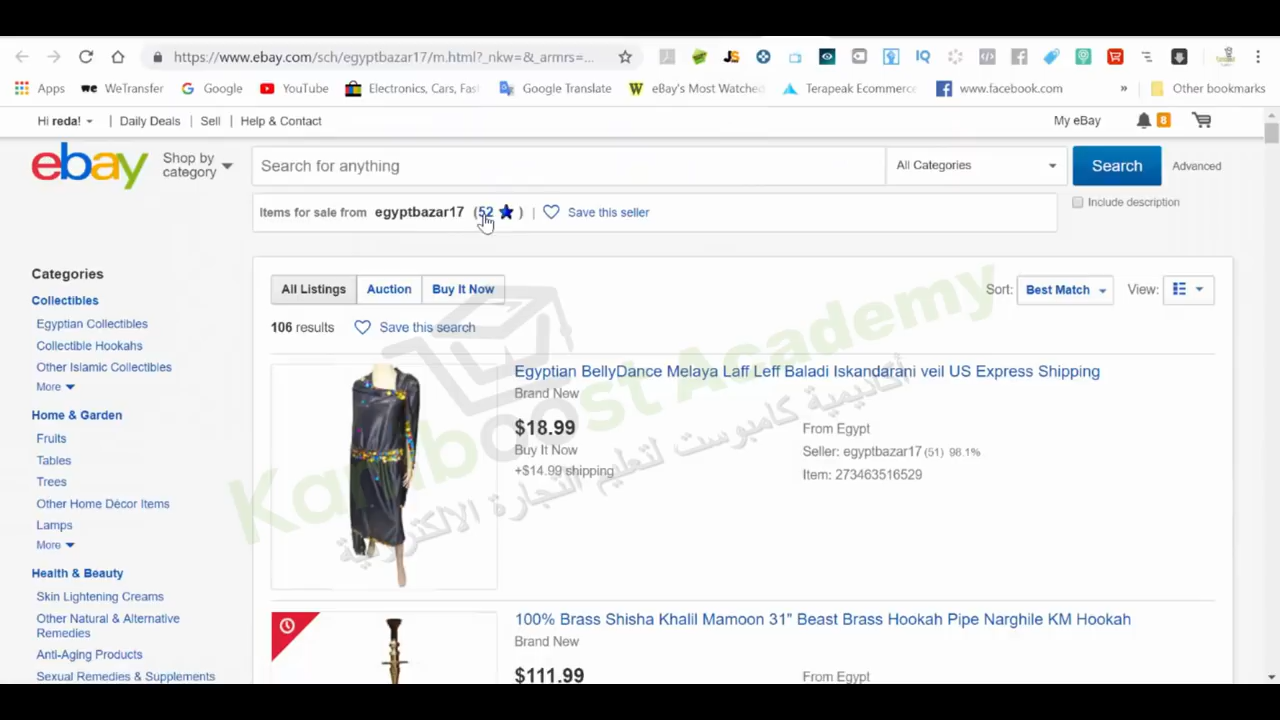 https://www.ebay.com/sch/egyptbazar17/m.html?_nkw=&_armrs=...
JS
IQ
Apps
WeTransfer
Google
YouTube
Electronics, Cars, Fas
Google Translate
eBay's Most Watched
Terapeak Ecommerce
www.facebook.com
»
Other bookmarks
Hi reda!
Daily Deals
Sell
Help & Contact
My eBay
8
ebay
Shop by
category
Search for anything
All Categories
Search
Advanced
Items for sale from egyptbazar17 (52 ) | Save this seller
Include description
Categories
Collectibles
Egyptian Collectibles
Collectible Hookahs
Other Islamic Collectibles
More
Home & Garden
Fruits
Tables
Trees
Other Home Décor Items
Lamps
More
Health & Beauty
Skin Lightening Creams
Other Natural & Alternative
Remedies
Anti-Aging Products
Sexual Remedies & Supplements
All Listings
Auction
Buy It Now
Sort: Best Match
View:
106 results
Save this search
Egyptian BellyDance Melaya Laff Leff Baladi Iskandarani veil US Express Shipping
Brand New
$18.99
Buy It Now
+$14.99 shipping
From Egypt
Seller: egyptbazar17 (51) 98.1%
Item: 273463516529
100% Brass Shisha Khalil Mamoon 31" Beast Brass Hookah Pipe Narghile KM Hookah
Brand New
$111.99
From Egypt
Karaboost Academy
أكاديمية كامبوست لتعليم التجارة الالكترونية